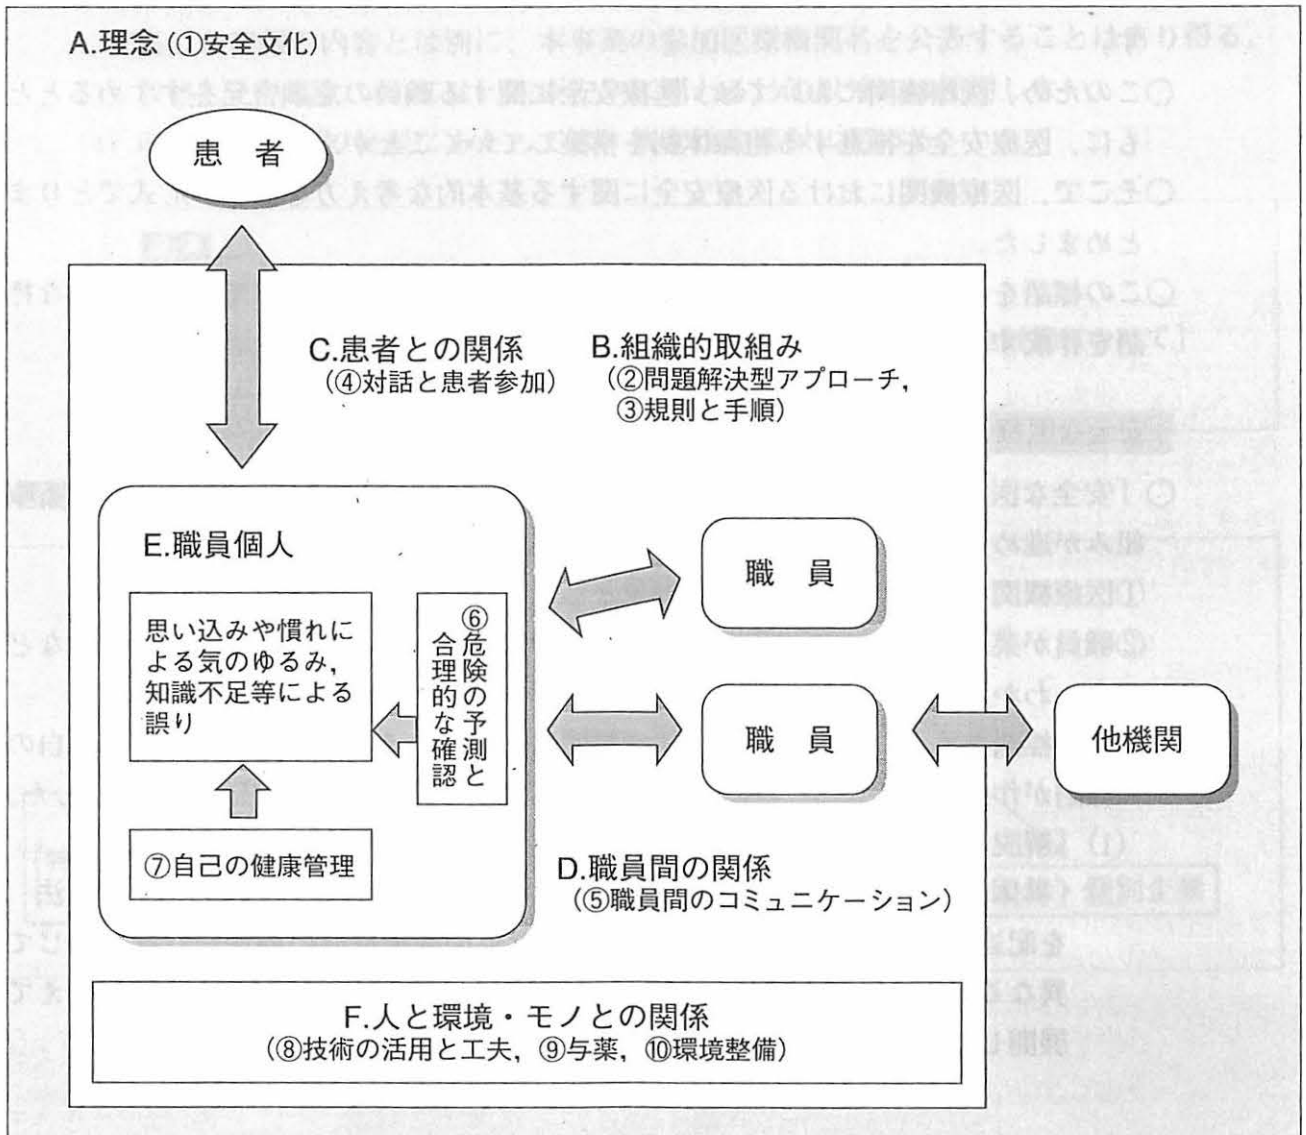 A.理念(①安全文化)
患 者
C.患者との関係
(④対話と患者参加)
B.組織的取組み
(②問題解決型アプローチ,
③規則と手順)
E.職員個人
思い込みや慣れに
よる気のゆるみ,
知識不足等による
誤り
⑥危険の予測と
合理的な確認
⑦自己の健康管理
職 員
職 員
他機関
D.職員間の関係
(⑤職員間のコミュニケーション)
F.人と環境・モノとの関係
(⑧技術の活用と工夫, ⑨与薬, ⑩環境整備)